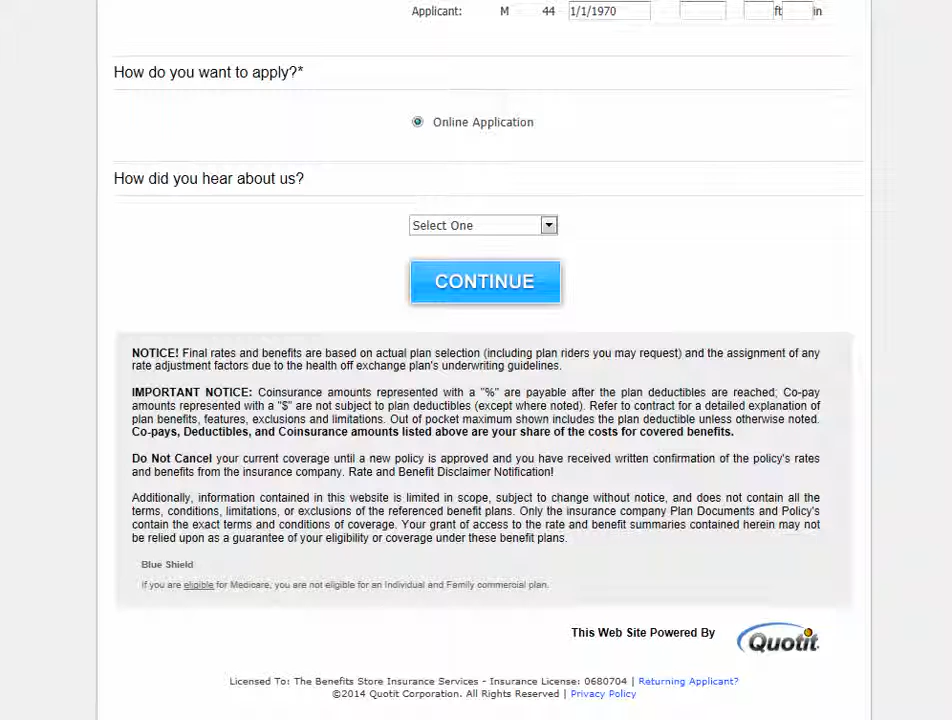 Applicant: M 44 1/1/1970 ft in
How do you want to apply?*
Online Application
How did you hear about us?
Select One
CONTINUE
NOTICE! Final rates and benefits are based on actual plan selection (including plan riders you may request) and the assignment of any
rate adjustment factors due to the health off exchange plan's underwriting guidelines.
IMPORTANT NOTICE: Coinsurance amounts represented with a "%" are payable after the plan deductibles are reached; Co-pay
amounts represented with a "$" are not subject to plan deductibles (except where noted). Refer to contract for a detailed explanation of
plan benefits, features, exclusions and limitations. Out of pocket maximum shown includes the plan deductible unless otherwise noted.
Co-pays, Deductibles, and Coinsurance amounts listed above are your share of the costs for covered benefits.
Do Not Cancel your current coverage until a new policy is approved and you have received written confirmation of the policy's rates
and benefits from the insurance company. Rate and Benefit Disclaimer Notification!
Additionally, information contained in this website is limited in scope, subject to change without notice, and does not contain all the
terms, conditions, limitations, or exclusions of the referenced benefit plans. Only the insurance company Plan Documents and Policy's
contain the exact terms and conditions of coverage. Your grant of access to the rate and benefit summaries contained herein may not
be relied upon as a guarantee of your eligibility or coverage under these benefit plans.
Blue Shield
If you are eligible for Medicare, you are not eligible for an Individual and Family commercial plan.
This Web Site Powered By Quotit
Licensed To: The Benefits Store Insurance Services - Insurance License: 0680704 | Returning Applicant?
©2014 Quotit Corporation. All Rights Reserved | Privacy Policy